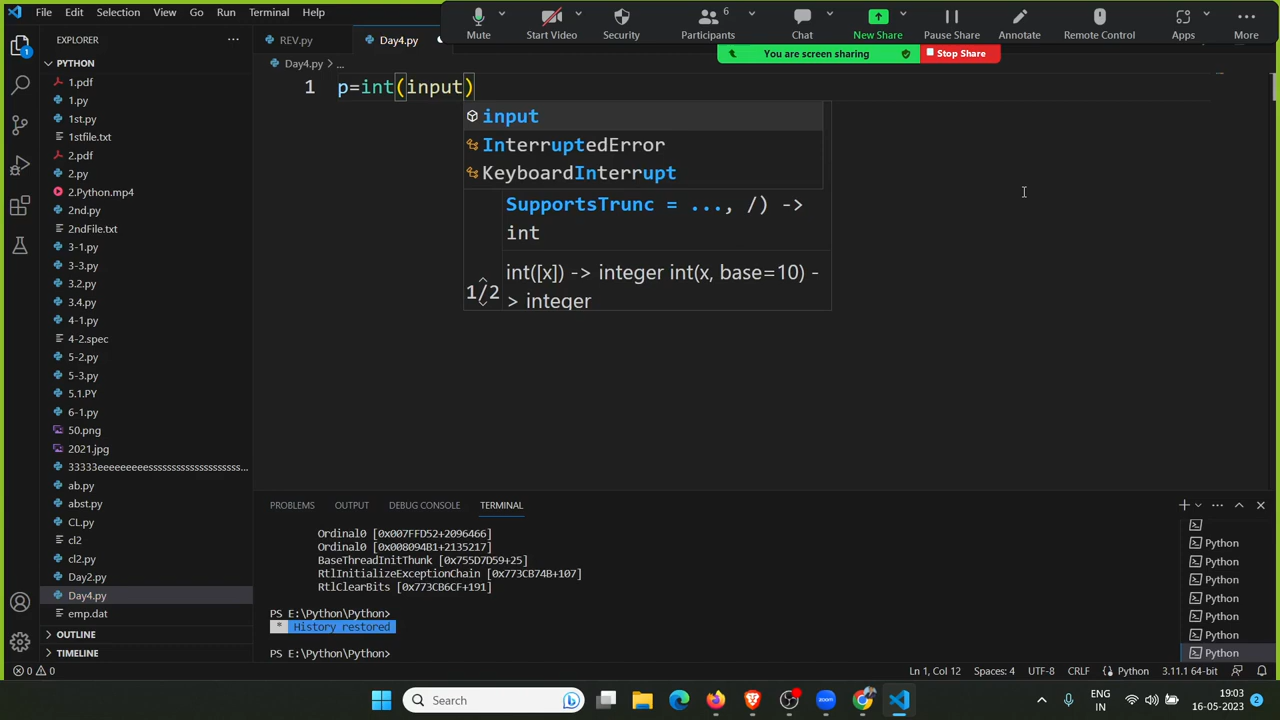 File Edit Selection View Go Run Terminal Help
Mute Start Video Security Participants 6 Chat New Share Pause Share Annotate Remote Control Apps More
You are screen sharing Stop Share
EXPLORER
REV.py Day4.py
PYTHON
Day4.py > ...
1.pdf
1.py
1st.py
1stfile.txt
2.pdf
2.py
2.Python.mp4
2nd.py
2ndFile.txt
3-1.py
3-3.py
3.2.py
3.4.py
4-1.py
4-2.spec
5-2.py
5-3.py
5.1.PY
6-1.py
50.png
2021.jpg
ab.py
abst.py
CL.py
cl2
cl2.py
Day2.py
Day4.py
emp.dat
OUTLINE
TIMELINE
1 p=int(input)
input
InterruptedError
KeyboardInterrupt
SupportsTrunc = ..., /) ->
int
int([x]) -> integer int(x, base=10) -
1/2 > integer
PROBLEMS OUTPUT DEBUG CONSOLE TERMINAL
Ordinal0 [0x007FFD52+2096466]
Ordinal0 [0x008094B1+2135217]
BaseThreadInitThunk [0x755D7D59+25]
RtlInitializeExceptionChain [0x773CB74B+107]
RtlClearBits [0x773CB6CF+191]
PS E:\Python\Python>
* History restored
PS E:\Python\Python>
Python
Python
Python
Python
Python
Python
Python
0 0 Ln 1, Col 12 Spaces: 4 UTF-8 CRLF Python 3.11.1 64-bit
Search
ENG
IN
19:03
16-05-2023
2
1